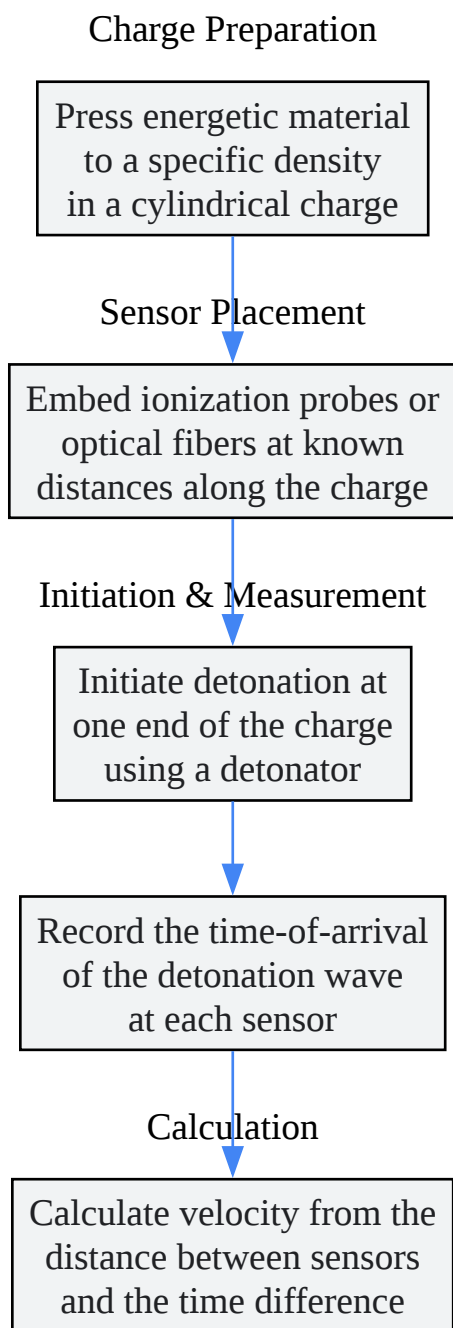 Charge Preparation
Press energetic material
to a specific density
in a cylindrical charge
Sensor Placement
Embed ionization probes or
optical fibers at known
distances along the charge
Initiation & Measurement
Initiate detonation at
one end of the charge
using a detonator
Record the time-of-arrival
of the detonation wave
at each sensor
Calculation
Calculate velocity from the
distance between sensors
and the time difference